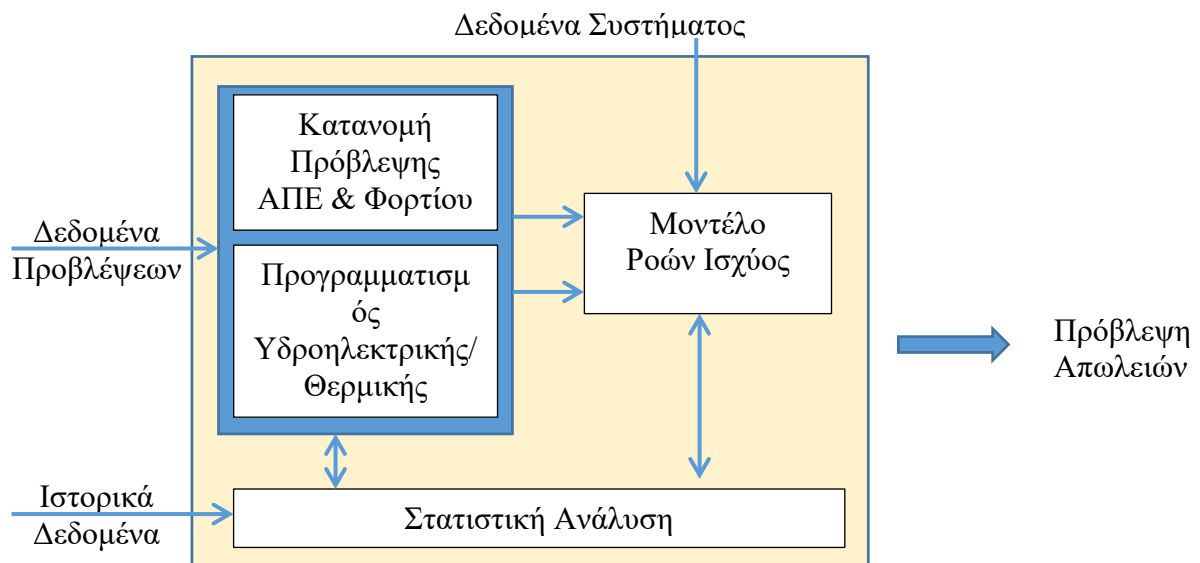 Δεδομένα Συστήματος
Κατανομή
Πρόβλεψης
ΑΠΕ & Φορτίου
Μοντέλο
Ροών Ισχύος
Δεδομένα
Προβλέψεων
Προγραμματισμ
ός
Υδροηλεκτρικής/
Θερμικής
Πρόβλεψη
Απωλειών
Ιστορικά
Δεδομένα
Στατιστική Ανάλυση